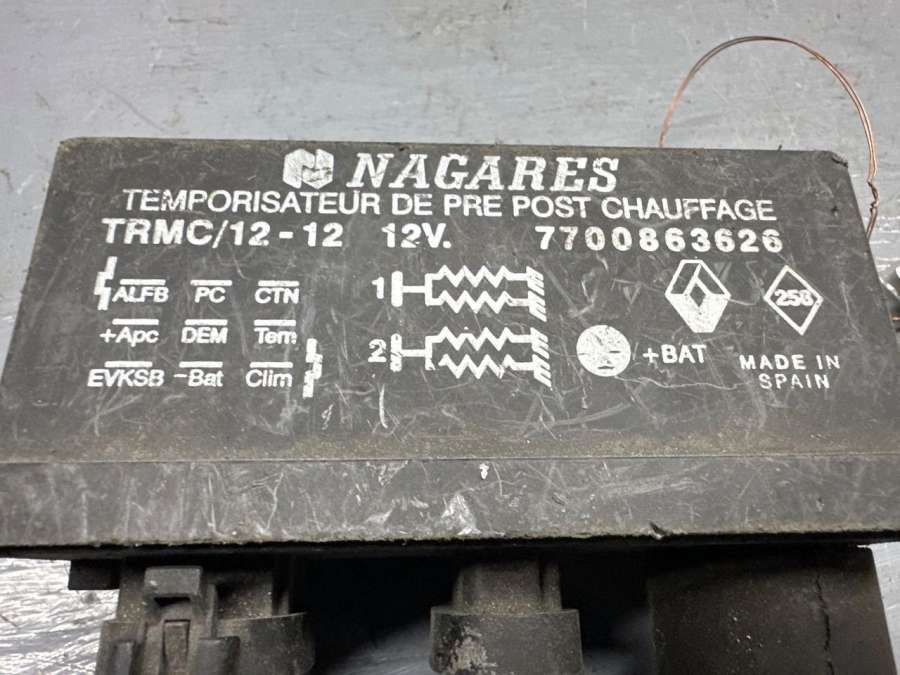 NAGARES
TEMPORISATEUR DE PRE POST CHAUFFAGE
TRMC/12-12 12V. 7700863626
ALFB PC CTN
+Apc DEM Tem
EVKSB -Bat Clim
1
2
+BAT
258
MADE IN
SPAIN